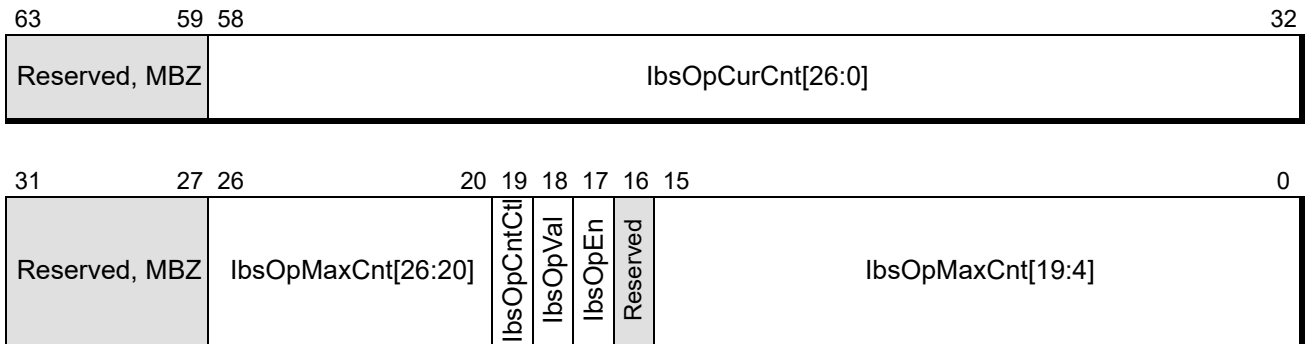 63 59 58 32
Reserved, MBZ IbsOpCurCnt[26:0]
31 27 26 20 19 18 17 16 15 0
Reserved, MBZ IbsOpMaxCnt[26:20] IbsOpCntCtl IbsOpVal IbsOpEn Reserved IbsOpMaxCnt[19:4]